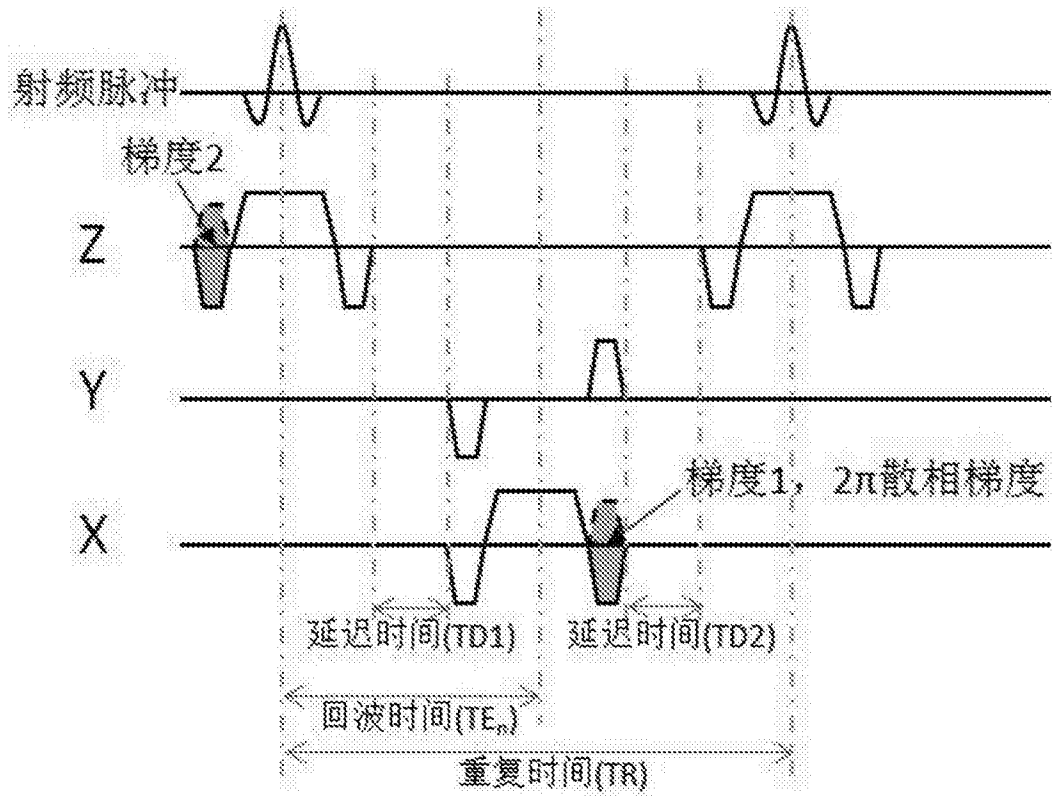 射频脉冲
梯度2
Z
Y
梯度1，2π散相梯度
X
延迟时间(TD1)
延迟时间(TD2)
回波时间(TEn)
重复时间(TR)